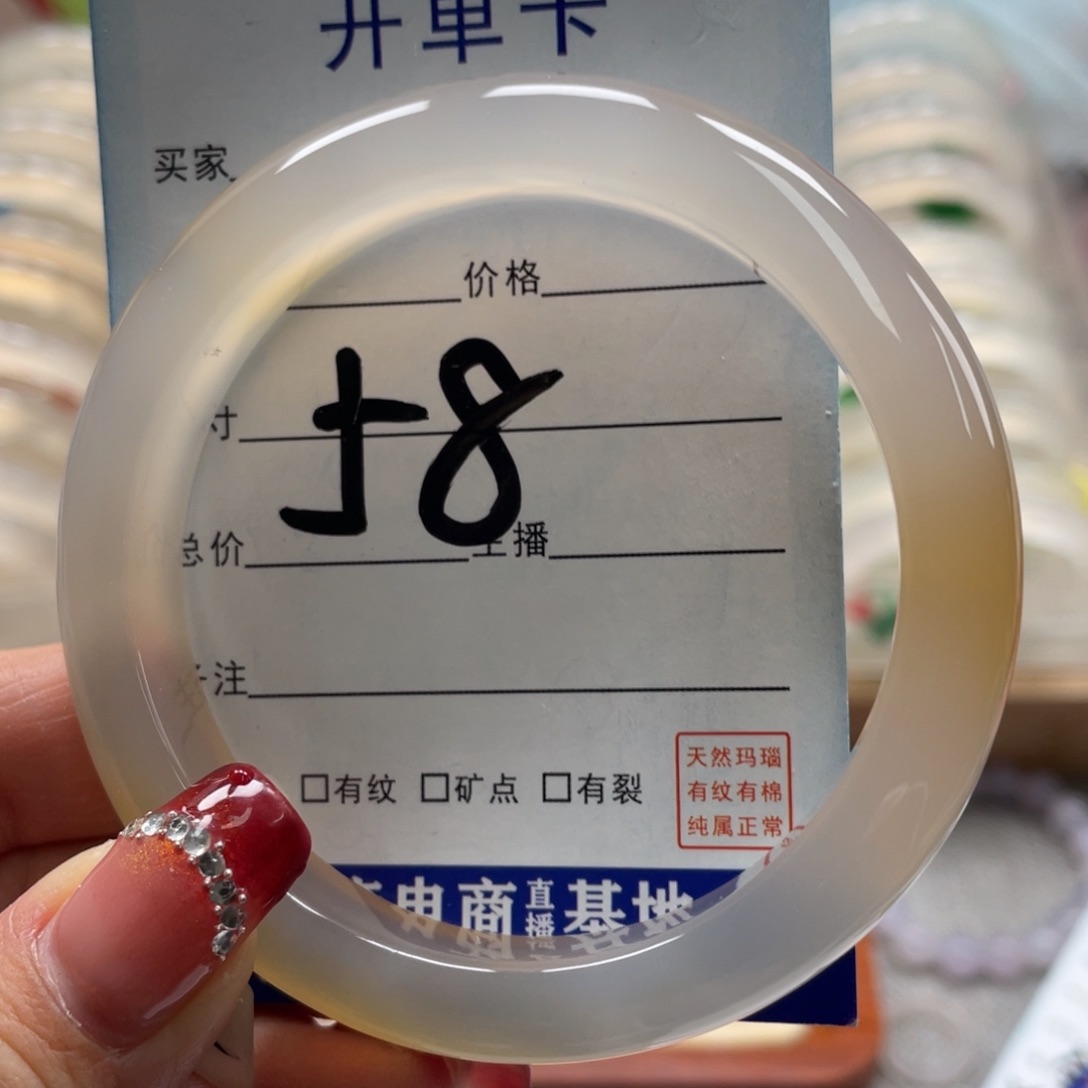 开单卡
买家
价格
寸
58
总价 主播
备注
□有纹 □矿点 □有裂
天然玛瑙
有纹有棉
纯属正常
电商直播基地